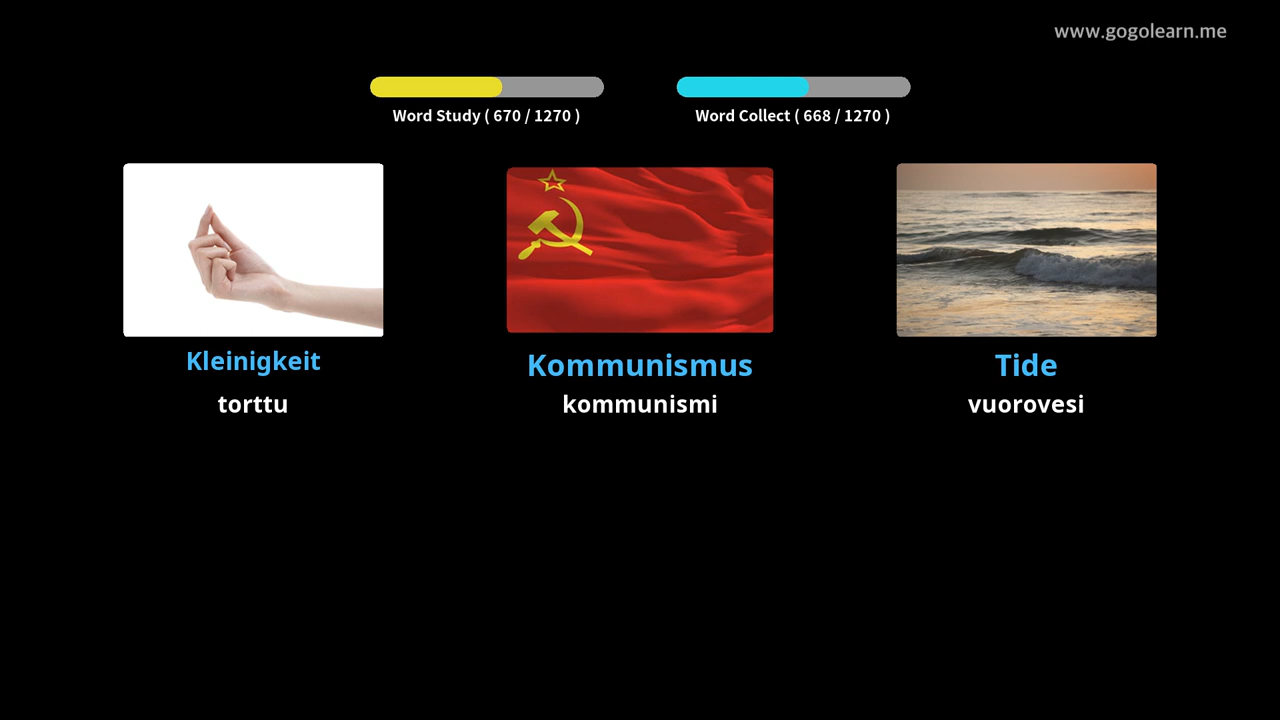 www.gogolearn.me
Word Study ( 670 / 1270 )
Word Collect ( 668 / 1270 )
Kleinigkeit
torttu
Kommunismus
kommunismi
Tide
vuorovesi